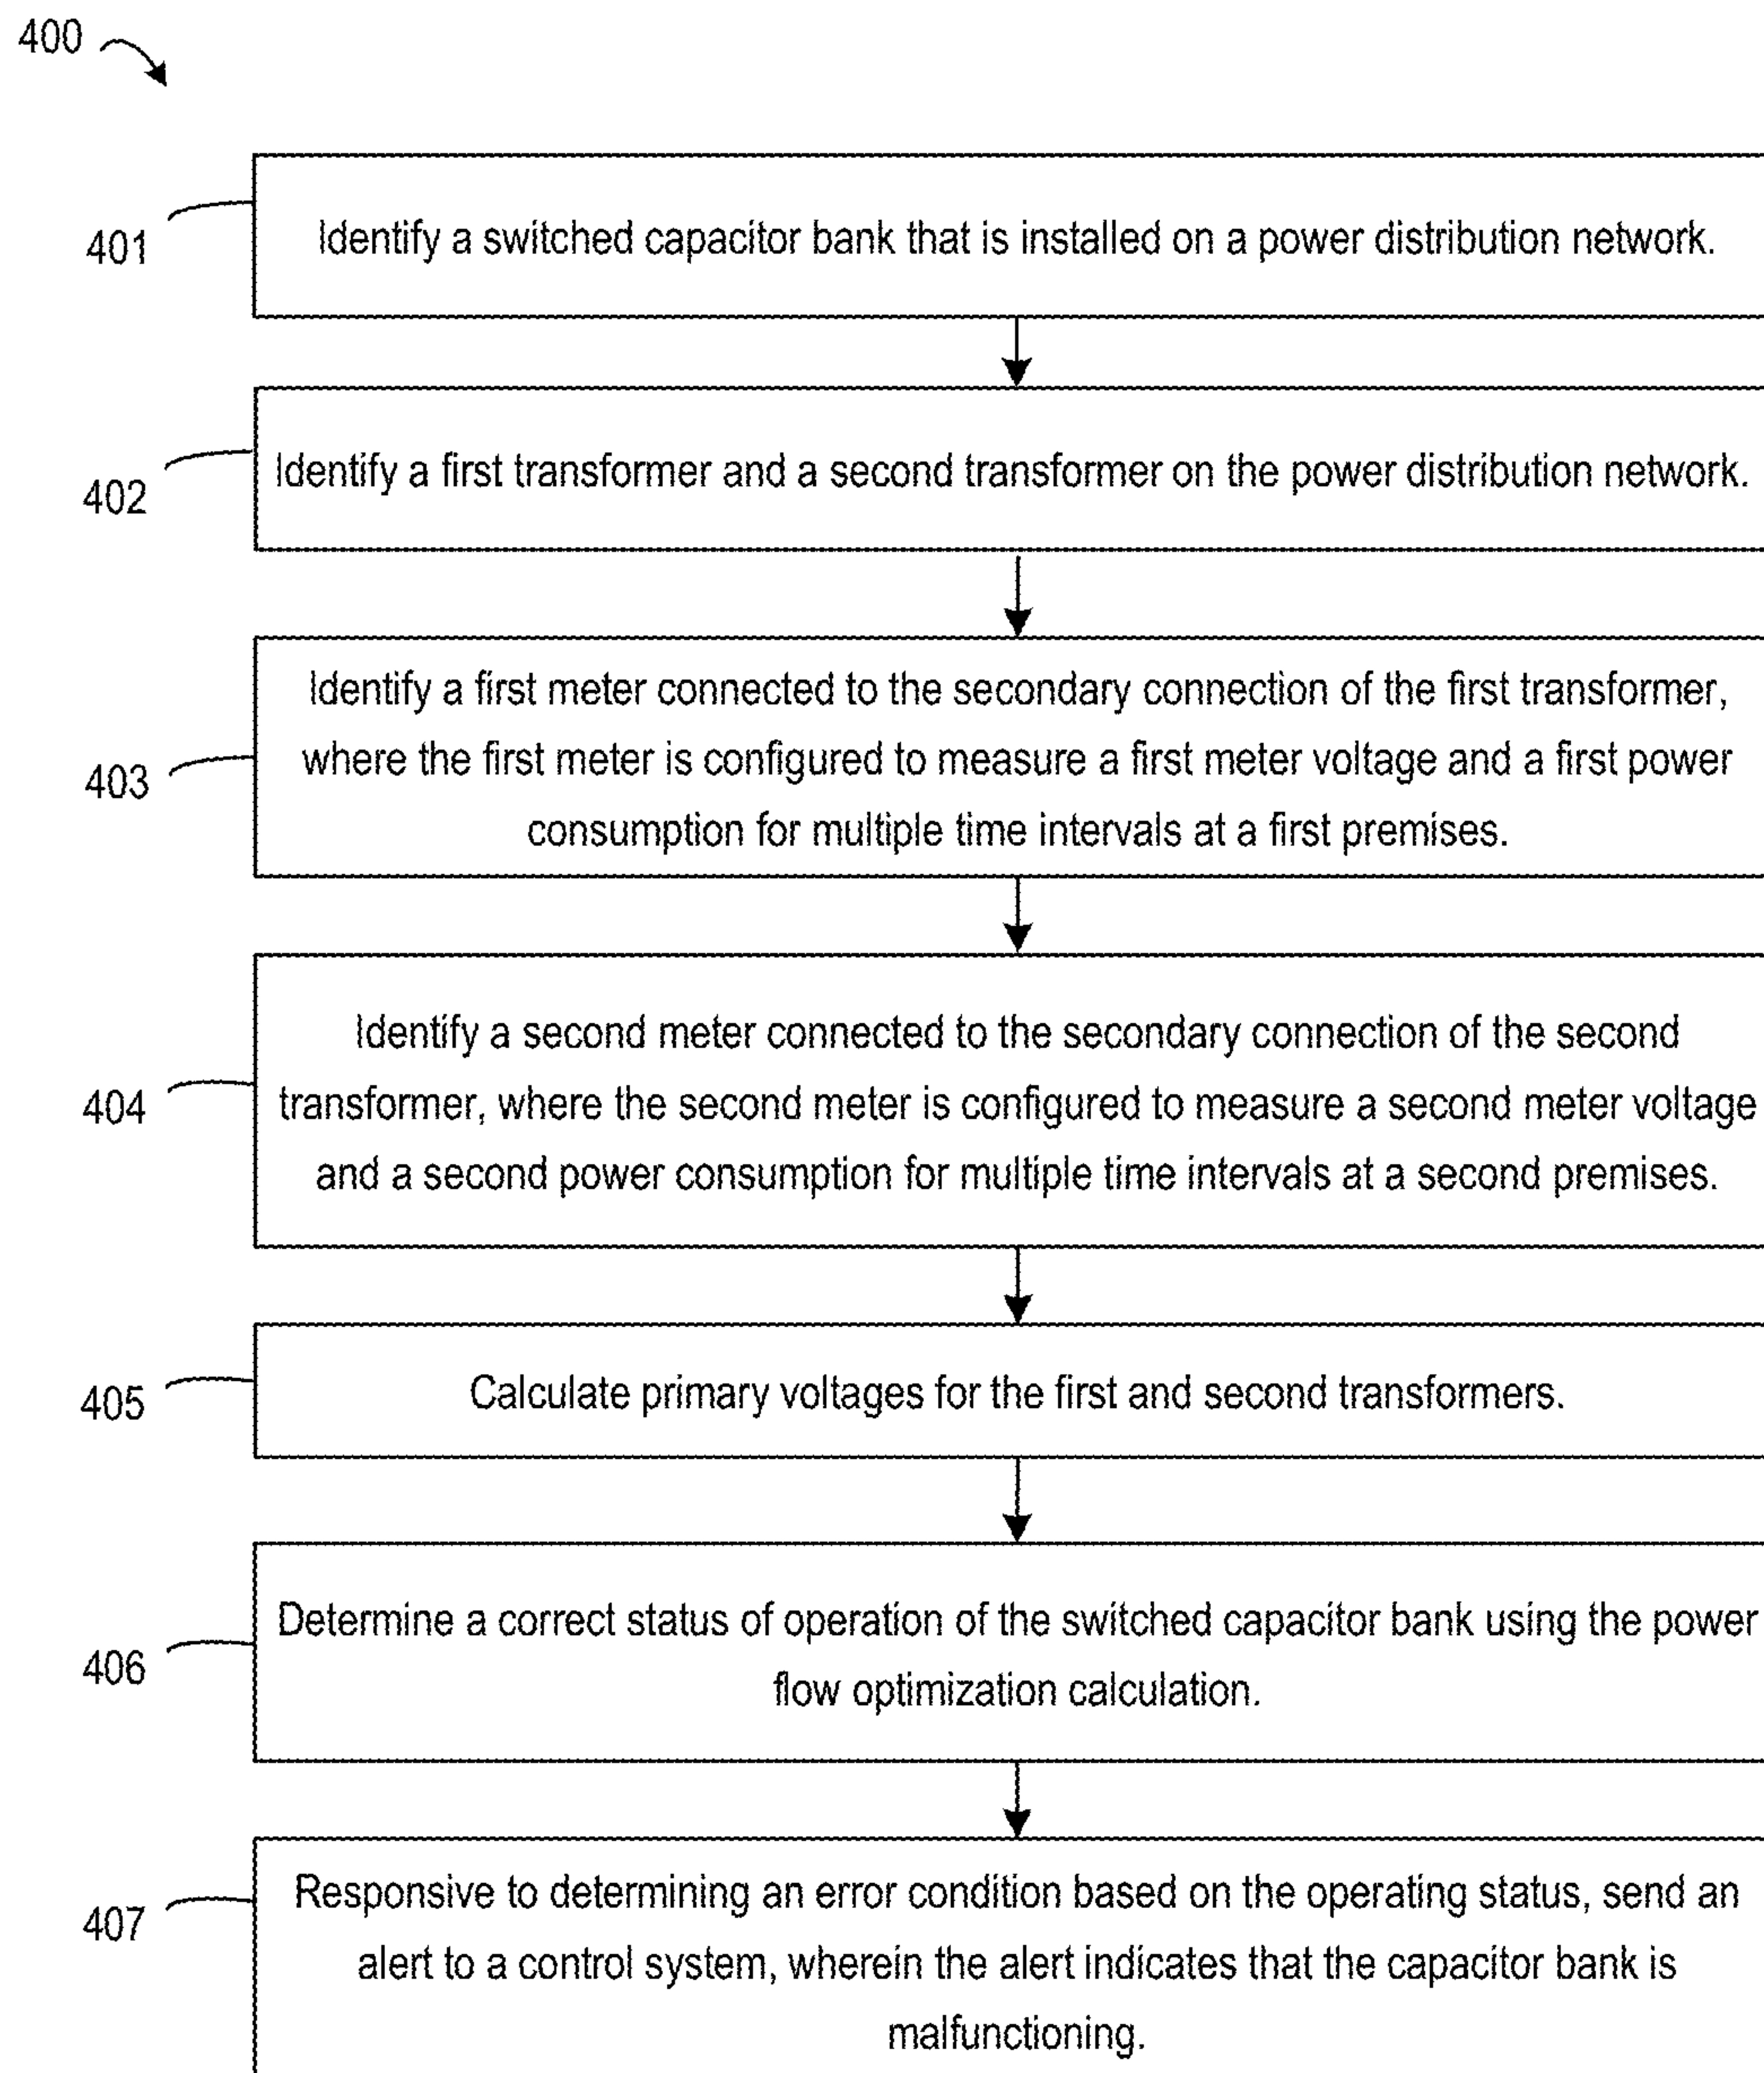 400
401
Identify a switched capacitor bank that is installed on a power distribution network.
402
Identify a first transformer and a second transformer on the power distribution network.
403
Identify a first meter connected to the secondary connection of the first transformer,
where the first meter is configured to measure a first meter voltage and a first power
consumption for multiple time intervals at a first premises.
404
Identify a second meter connected to the secondary connection of the second
transformer, where the second meter is configured to measure a second meter voltage
and a second power consumption for multiple time intervals at a second premises.
405
Calculate primary voltages for the first and second transformers.
406
Determine a correct status of operation of the switched capacitor bank using the power
flow optimization calculation.
407
Responsive to determining an error condition based on the operating status, send an
alert to a control system, wherein the alert indicates that the capacitor bank is
malfunctioning.